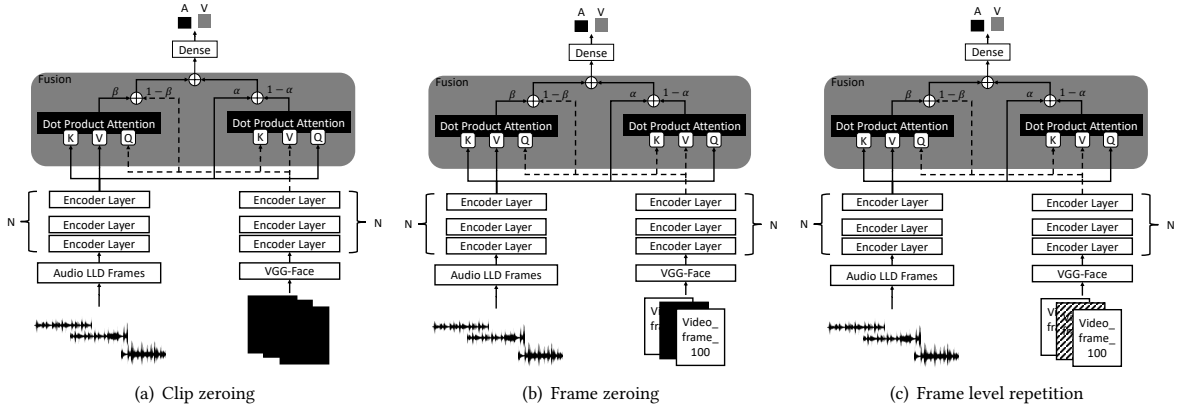 A V
Dense
Fusion
β
1 − β
α
1 − α
Dot Product Attention
Dot Product Attention
K V Q
K V Q
N
Encoder Layer
Encoder Layer
Encoder Layer
Encoder Layer
Encoder Layer
Encoder Layer
N
Audio LLD Frames
VGG-Face
(a) Clip zeroing
A V
Dense
Fusion
β
1 − β
α
1 − α
Dot Product Attention
Dot Product Attention
K V Q
K V Q
N
Encoder Layer
Encoder Layer
Encoder Layer
Encoder Layer
Encoder Layer
Encoder Layer
N
Audio LLD Frames
VGG-Face
Video_
frame_
100
(b) Frame zeroing
A V
Dense
Fusion
β
1 − β
α
1 − α
Dot Product Attention
Dot Product Attention
K V Q
K V Q
N
Encoder Layer
Encoder Layer
Encoder Layer
Encoder Layer
Encoder Layer
Encoder Layer
N
Audio LLD Frames
VGG-Face
Video_
frame_
100
(c) Frame level repetition